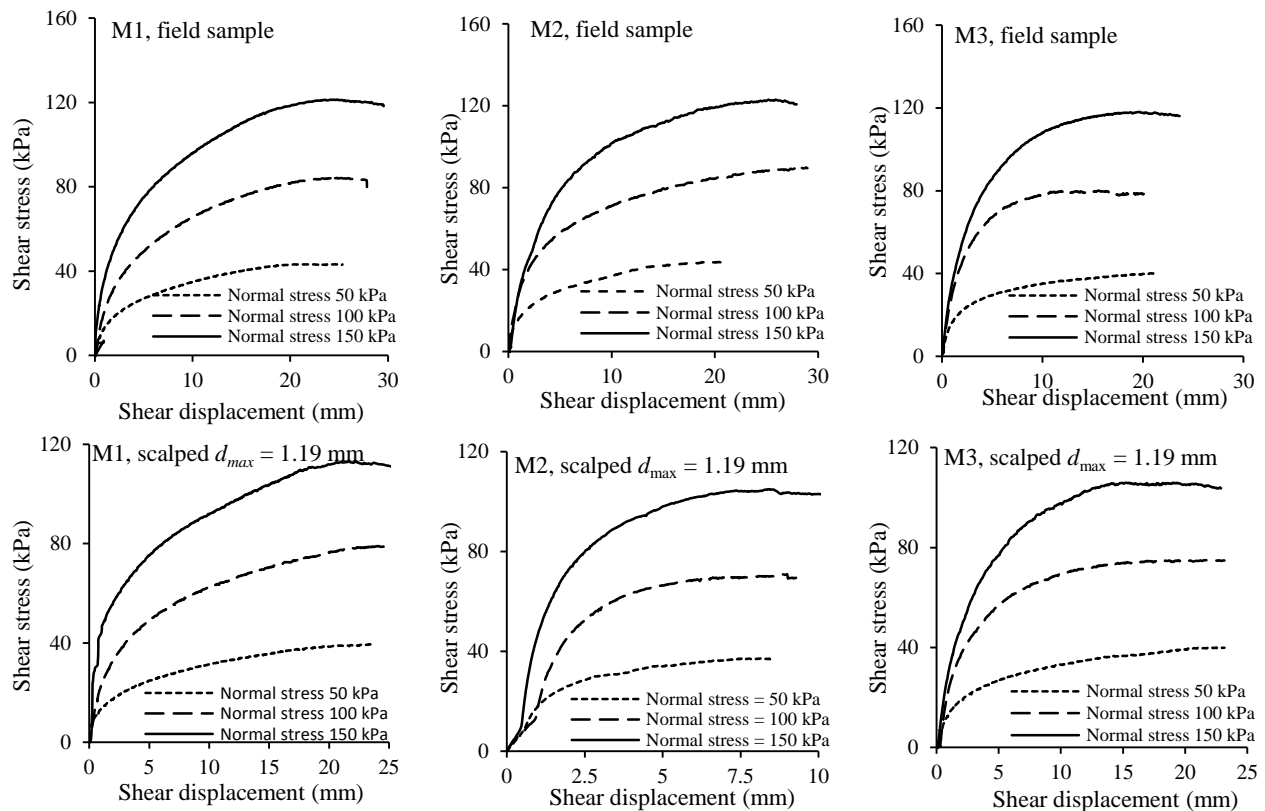 M1, field sample
Shear stress (kPa)
160
120
80
40
0
Normal stress 50 kPa
Normal stress 100 kPa
Normal stress 150 kPa
0 10 20 30
Shear displacement (mm)
M2, field sample
Shear stress (kPa)
160
120
80
40
0
Normal stress 50 kPa
Normal stress 100 kPa
Normal stress 150 kPa
0 10 20 30
Shear displacement (mm)
M3, field sample
Shear stress (kPa)
160
120
80
40
0
Normal stress 50 kPa
Normal stress 100 kPa
Normal stress 150 kPa
0 10 20 30
Shear displacement (mm)
M1, scalped dmax = 1.19 mm
Shear stress (kPa)
120
80
40
0
Normal stress 50 kPa
Normal stress 100 kPa
Normal stress 150 kPa
0 5 10 15 20 25
Shear displacement (mm)
M2, scalped dmax = 1.19 mm
Shear stress (kPa)
120
80
40
0
Normal stress = 50 kPa
Normal stress = 100 kPa
Normal stress = 150 kPa
0 2.5 5 7.5 10
Shear displacement (mm)
M3, scalped dmax = 1.19 mm
Shear stress (kPa)
120
80
40
0
Normal stress 50 kPa
Normal stress 100 kPa
Normal stress 150 kPa
0 5 10 15 20 25
Shear displacement (mm)